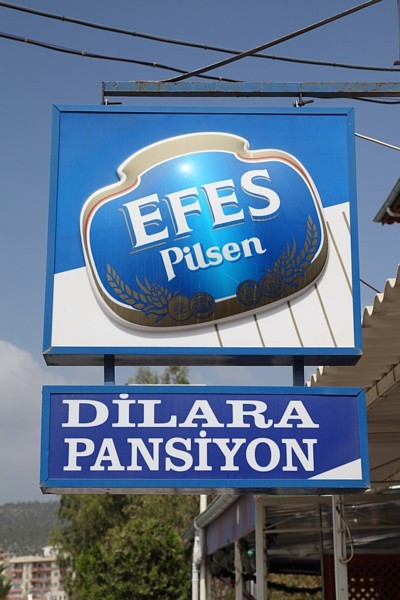 EFES
Pilsen
DİLARA
PANSİYON